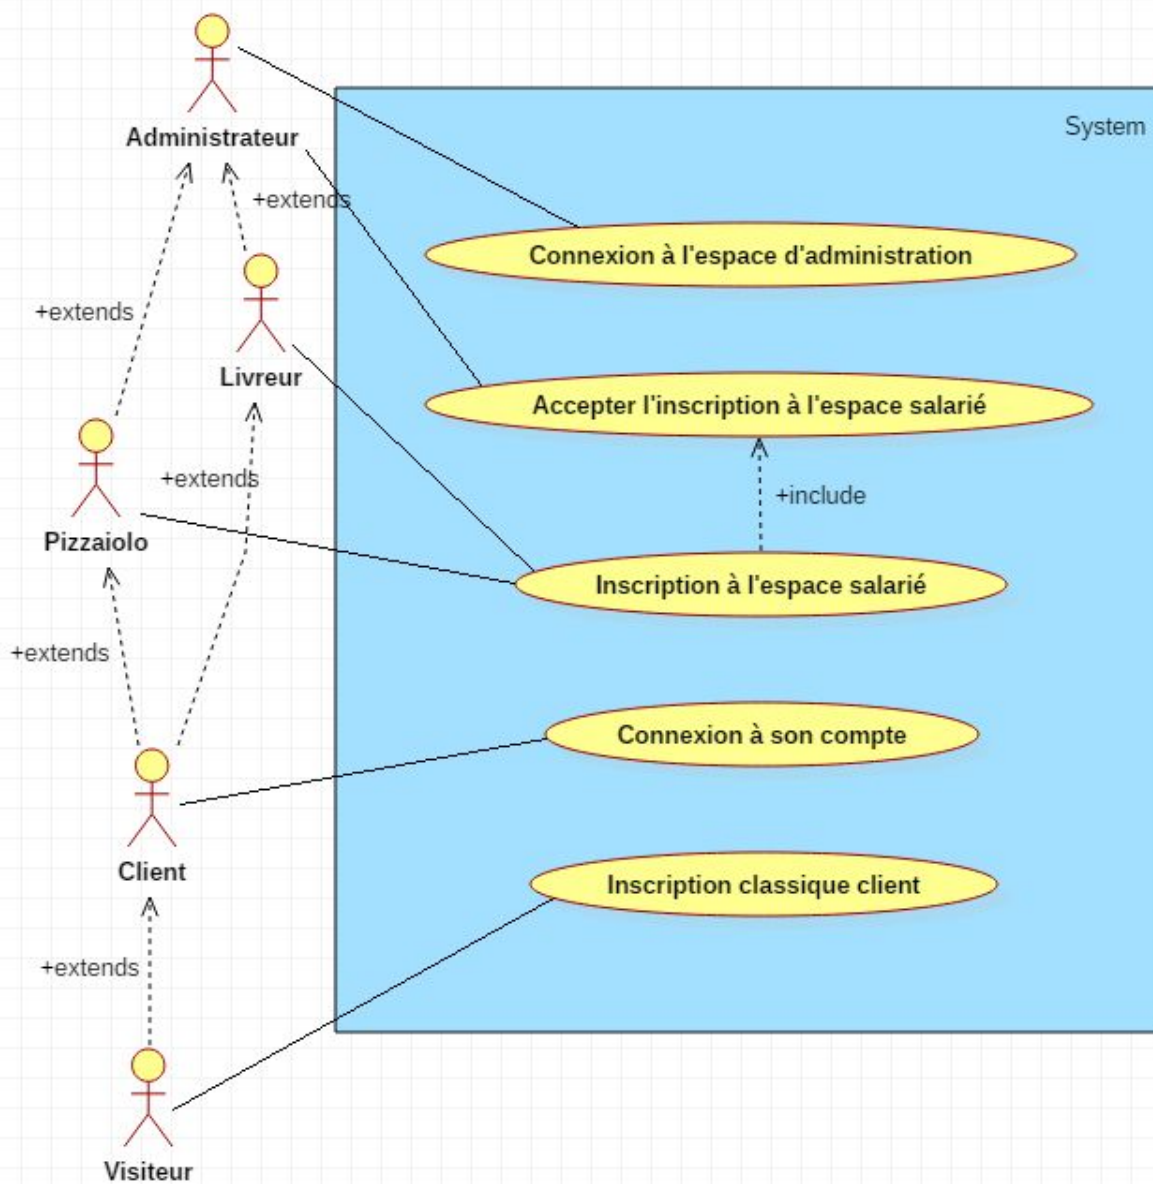 Administrateur
System
+extends
Connexion à l'espace d'administration
+extends
Livreur
Accepter l'inscription à l'espace salarié
+extends
+include
Pizzaiolo
Inscription à l'espace salarié
+extends
Connexion à son compte
Client
Inscription classique client
+extends
Visiteur